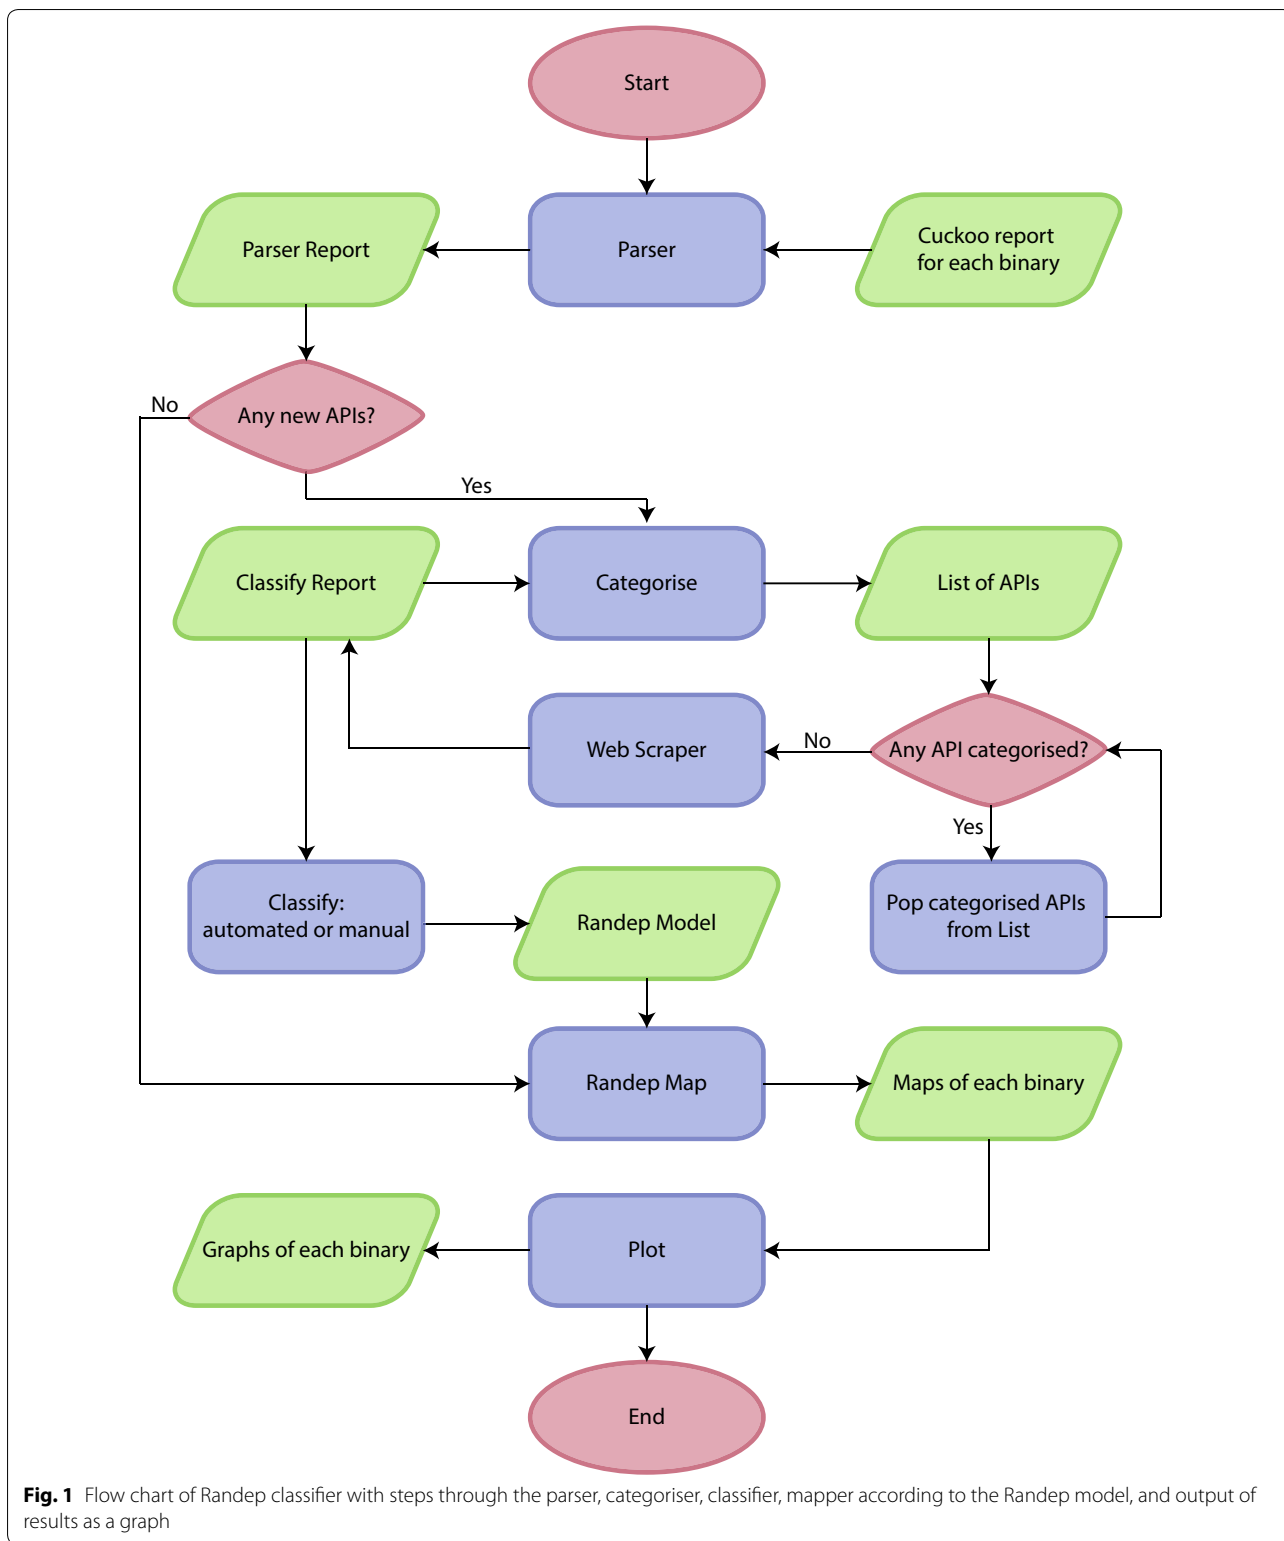 Start
Parser Report
Parser
Cuckoo report
for each binary
No
Any new APIs?
Yes
Classify Report
Categorise
List of APIs
Web Scraper
No
Any API categorised?
Yes
Classify:
automated or manual
Randep Model
Pop categorised APIs
from List
Randep Map
Maps of each binary
Graphs of each binary
Plot
End
Fig. 1 Flow chart of Randep classifier with steps through the parser, categoriser, classifier, mapper according to the Randep model, and output of
results as a graph